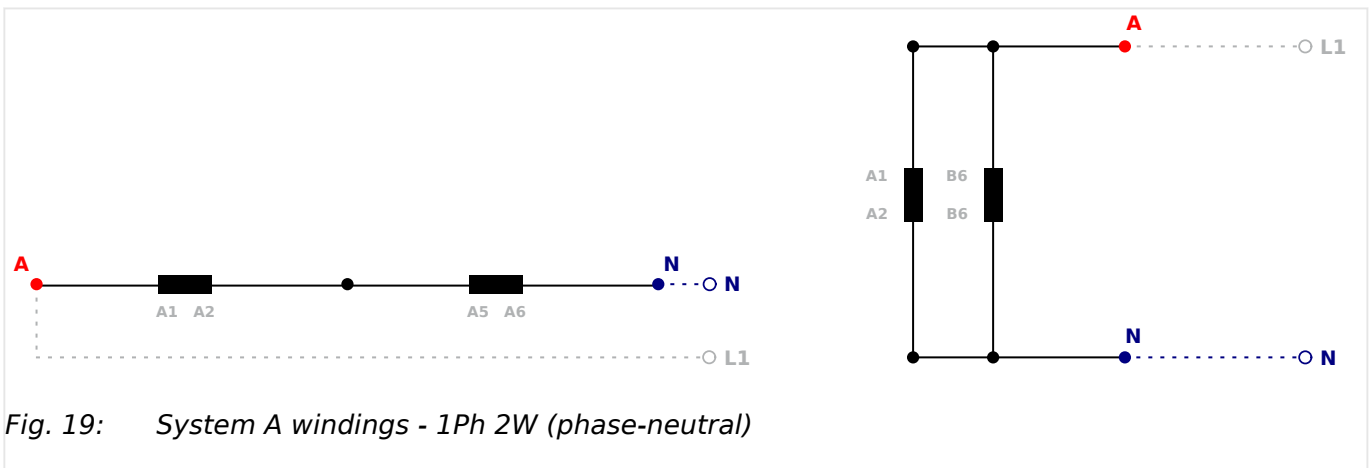 A
L1
A1 B6
A2 B6
A
N
N
A1 A2
A5 A6
L1
N
N
Fig. 19: System A windings - 1Ph 2W (phase-neutral)